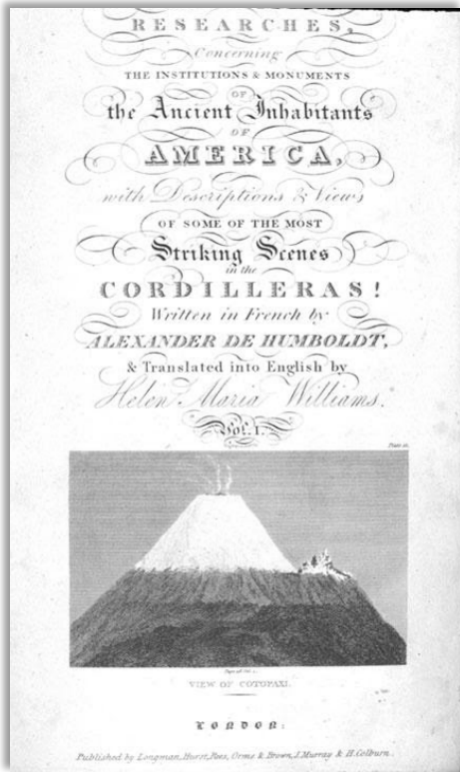 RESEARCHES,
Concerning
THE INSTITUTIONS & MONUMENTS
OF
the Ancient Inhabitants
OF
AMERICA,
with Descriptions & Views
OF SOME OF THE MOST
Striking Scenes
in the
CORDILLERAS!
Written in French by
ALEXANDER DE HUMBOLDT,
& Translated into English by
Helen Maria Williams.
Vol. I.
VIEW OF COTOPAXI.
LONDON:
Published by Longman, Hurst, Rees, Orme & Brown, J. Murray & H. Colburn.